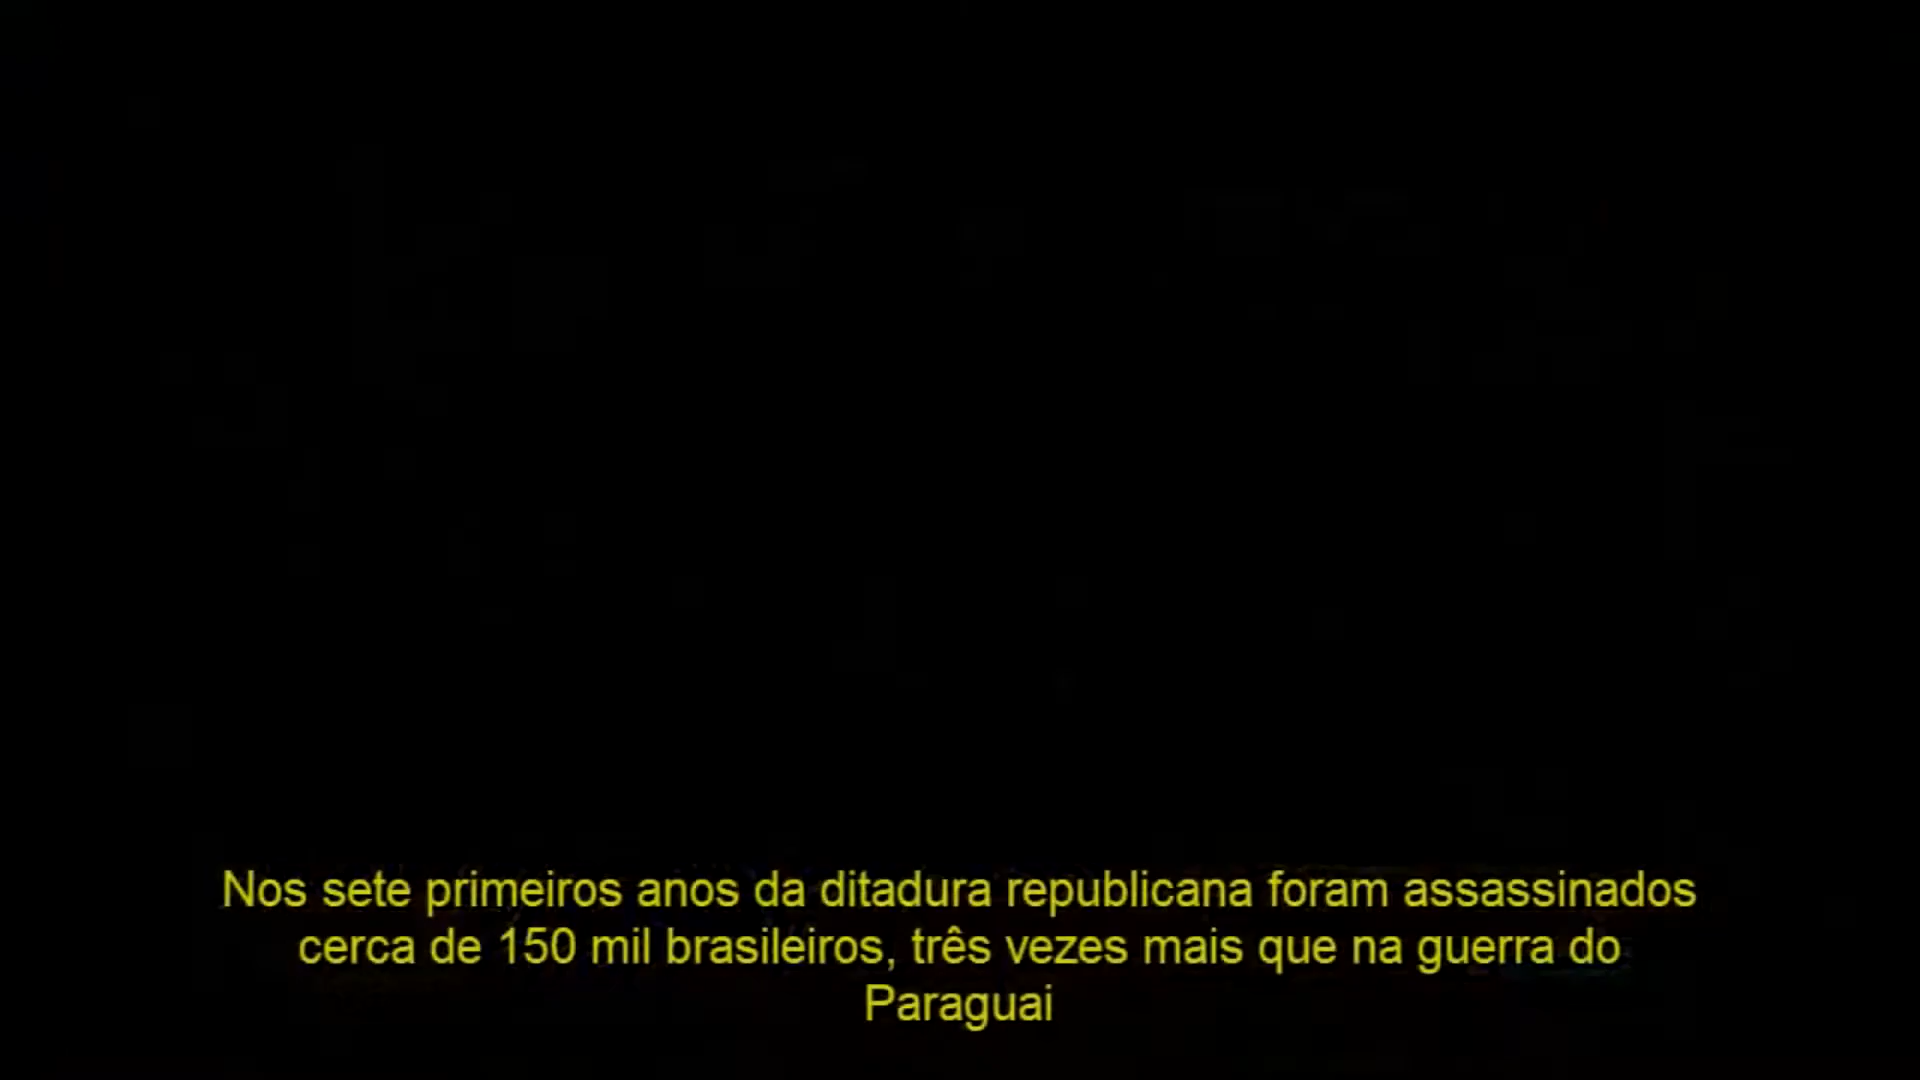 Nos sete primeiros anos da ditadura republicana foram assassinados
cerca de 150 mil brasileiros, três vezes mais que na guerra do
Paraguai